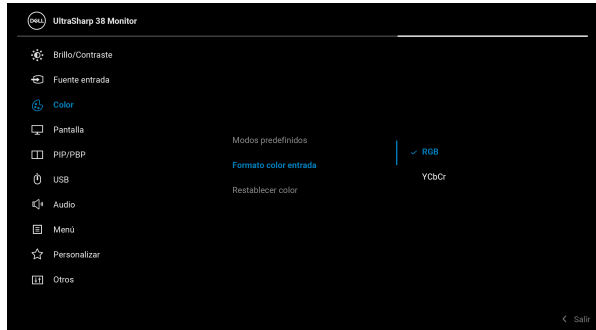 DELL UltraSharp 38 Monitor
Brillo/Contraste
Fuente entrada
Color
Pantalla
PIP/PBP
USB
Audio
Menú
Personalizar
Otros
Modos predefinidos
Formato color entrada
Restablecer color
RGB
YCbCr
Salir